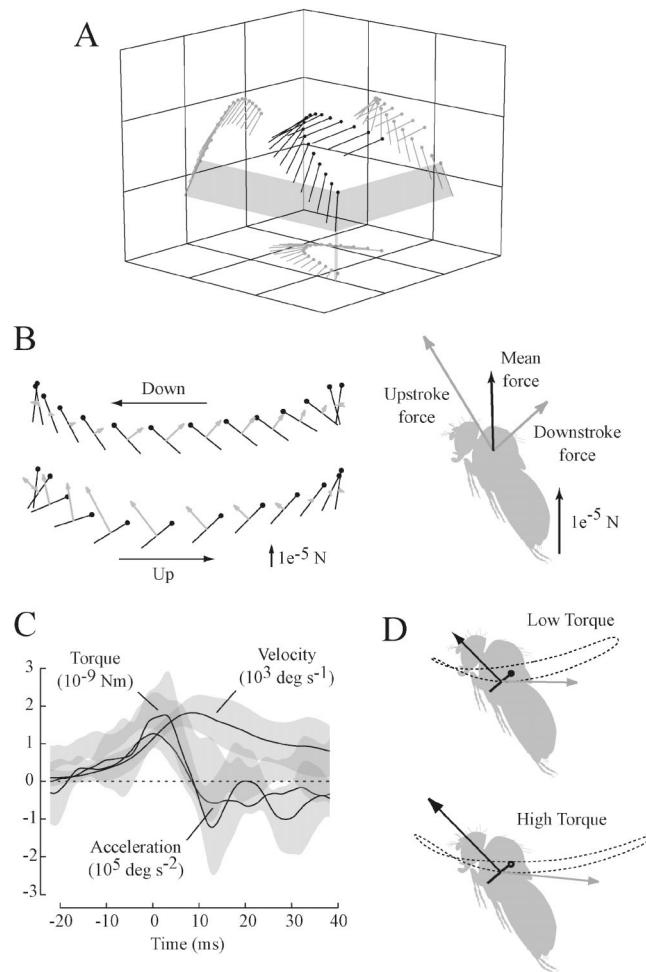 A
B
Down
Up
1e-5 N
Upstroke
force
Mean
force
Downstroke
force
1e-5 N
C
3
2
1
0
-1
-2
-3
Torque
(10-9 Nm)
Velocity
(103 deg s-1)
Acceleration
(105 deg s-2)
-20 -10 0 10 20 30 40
Time (ms)
D
Low Torque
High Torque